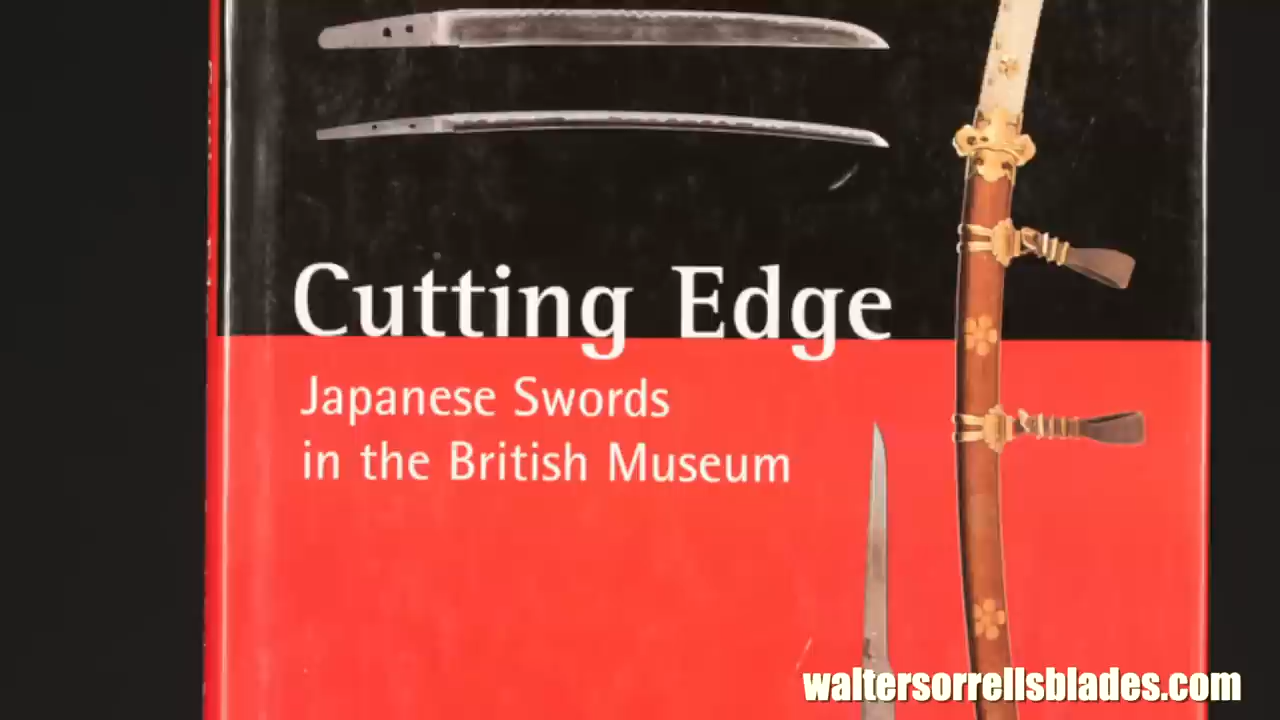 Cutting Edge
Japanese Swords
in the British Museum
waltersorrellsblades.com